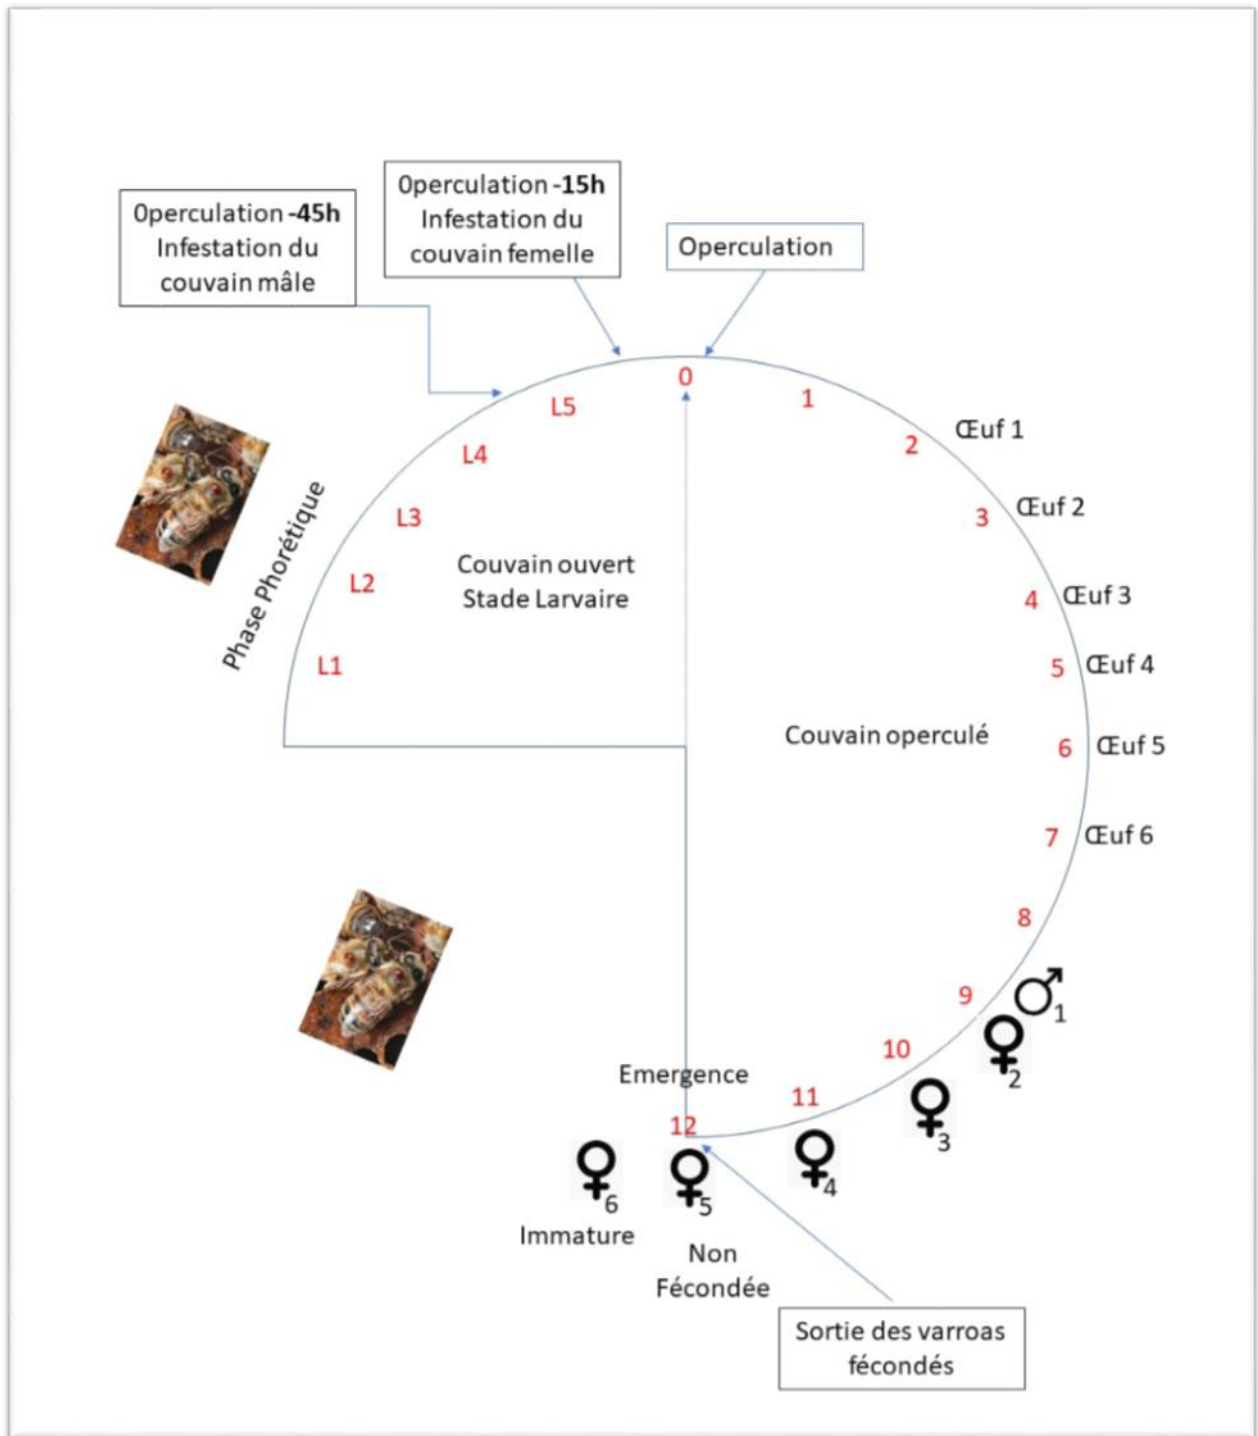 0perculation -45h
Infestation du
couvain mâle
0perculation -15h
Infestation du
couvain femelle
Operculation
0
1
2
Œuf 1
3
Œuf 2
4
Œuf 3
5
Œuf 4
6
Œuf 5
7
Œuf 6
8
9
♂1
♀2
10
♀3
11
♀4
12
♀5
♀6
L5
L4
L3
L2
L1
Phase Phorétique
Couvain ouvert
Stade Larvaire
Couvain operculé
Emergence
Immature
Non
Fécondée
Sortie des varroas
fécondés